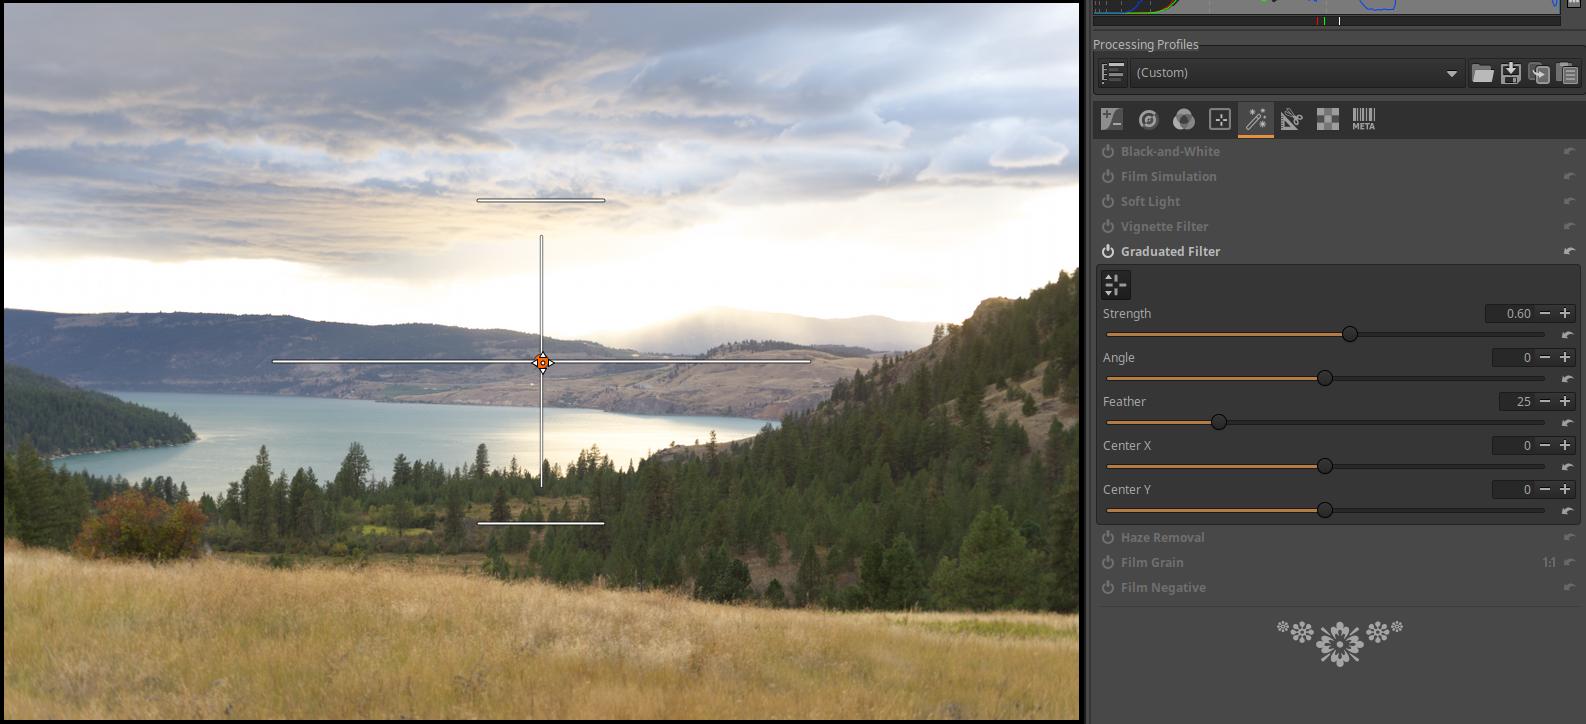 Processing Profiles
(Custom)
META
Black-and-White
Film Simulation
Soft Light
Vignette Filter
Graduated Filter
Strength 0.60
Angle 0
Feather 25
Center X 0
Center Y 0
Haze Removal
Film Grain 1:1
Film Negative